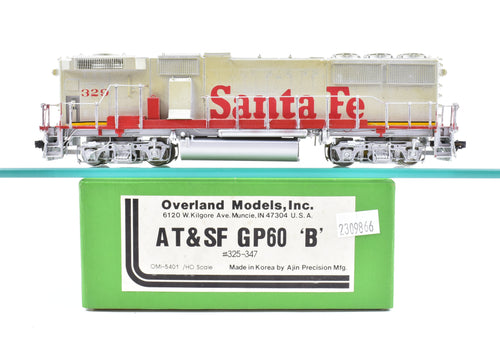 329
Santa Fe
Overland Models, Inc.
6120 W. Kilgore Ave. Muncie, IN 47304 U.S.A.
AT&SF GP60 'B'
#325-347
OMI-5401 /HO Scale
Made in Korea by Ajin Precision Mfg.
2309866